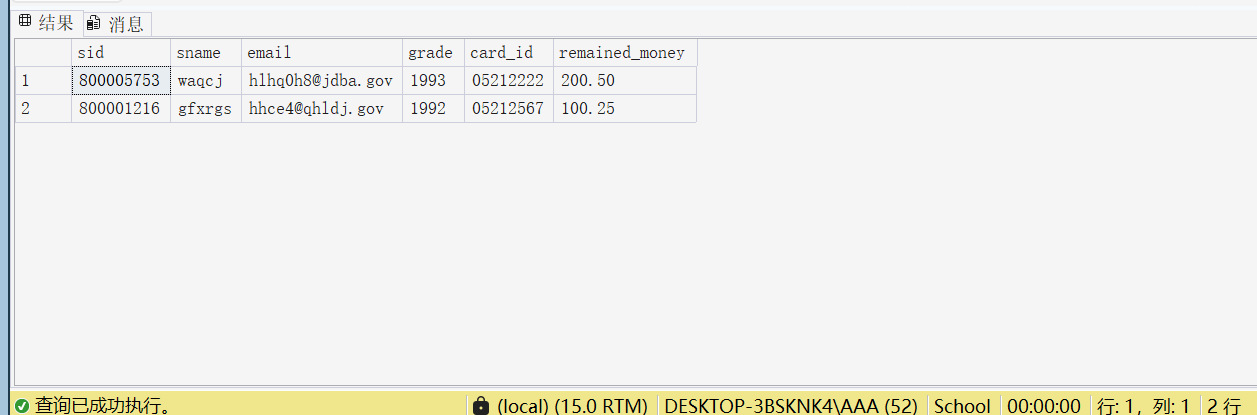 结果 消息
sid sname email grade card_id remained_money
1 800005753 waqcj hlhq0h8@jdba.gov 1993 05212222 200.50
2 800001216 gfxrgs hhce4@qhldj.gov 1992 05212567 100.25
查询已成功执行。 (local) (15.0 RTM) DESKTOP-3BSKNK4\AAA (52) School 00:00:00 行: 1，列: 1 2 行